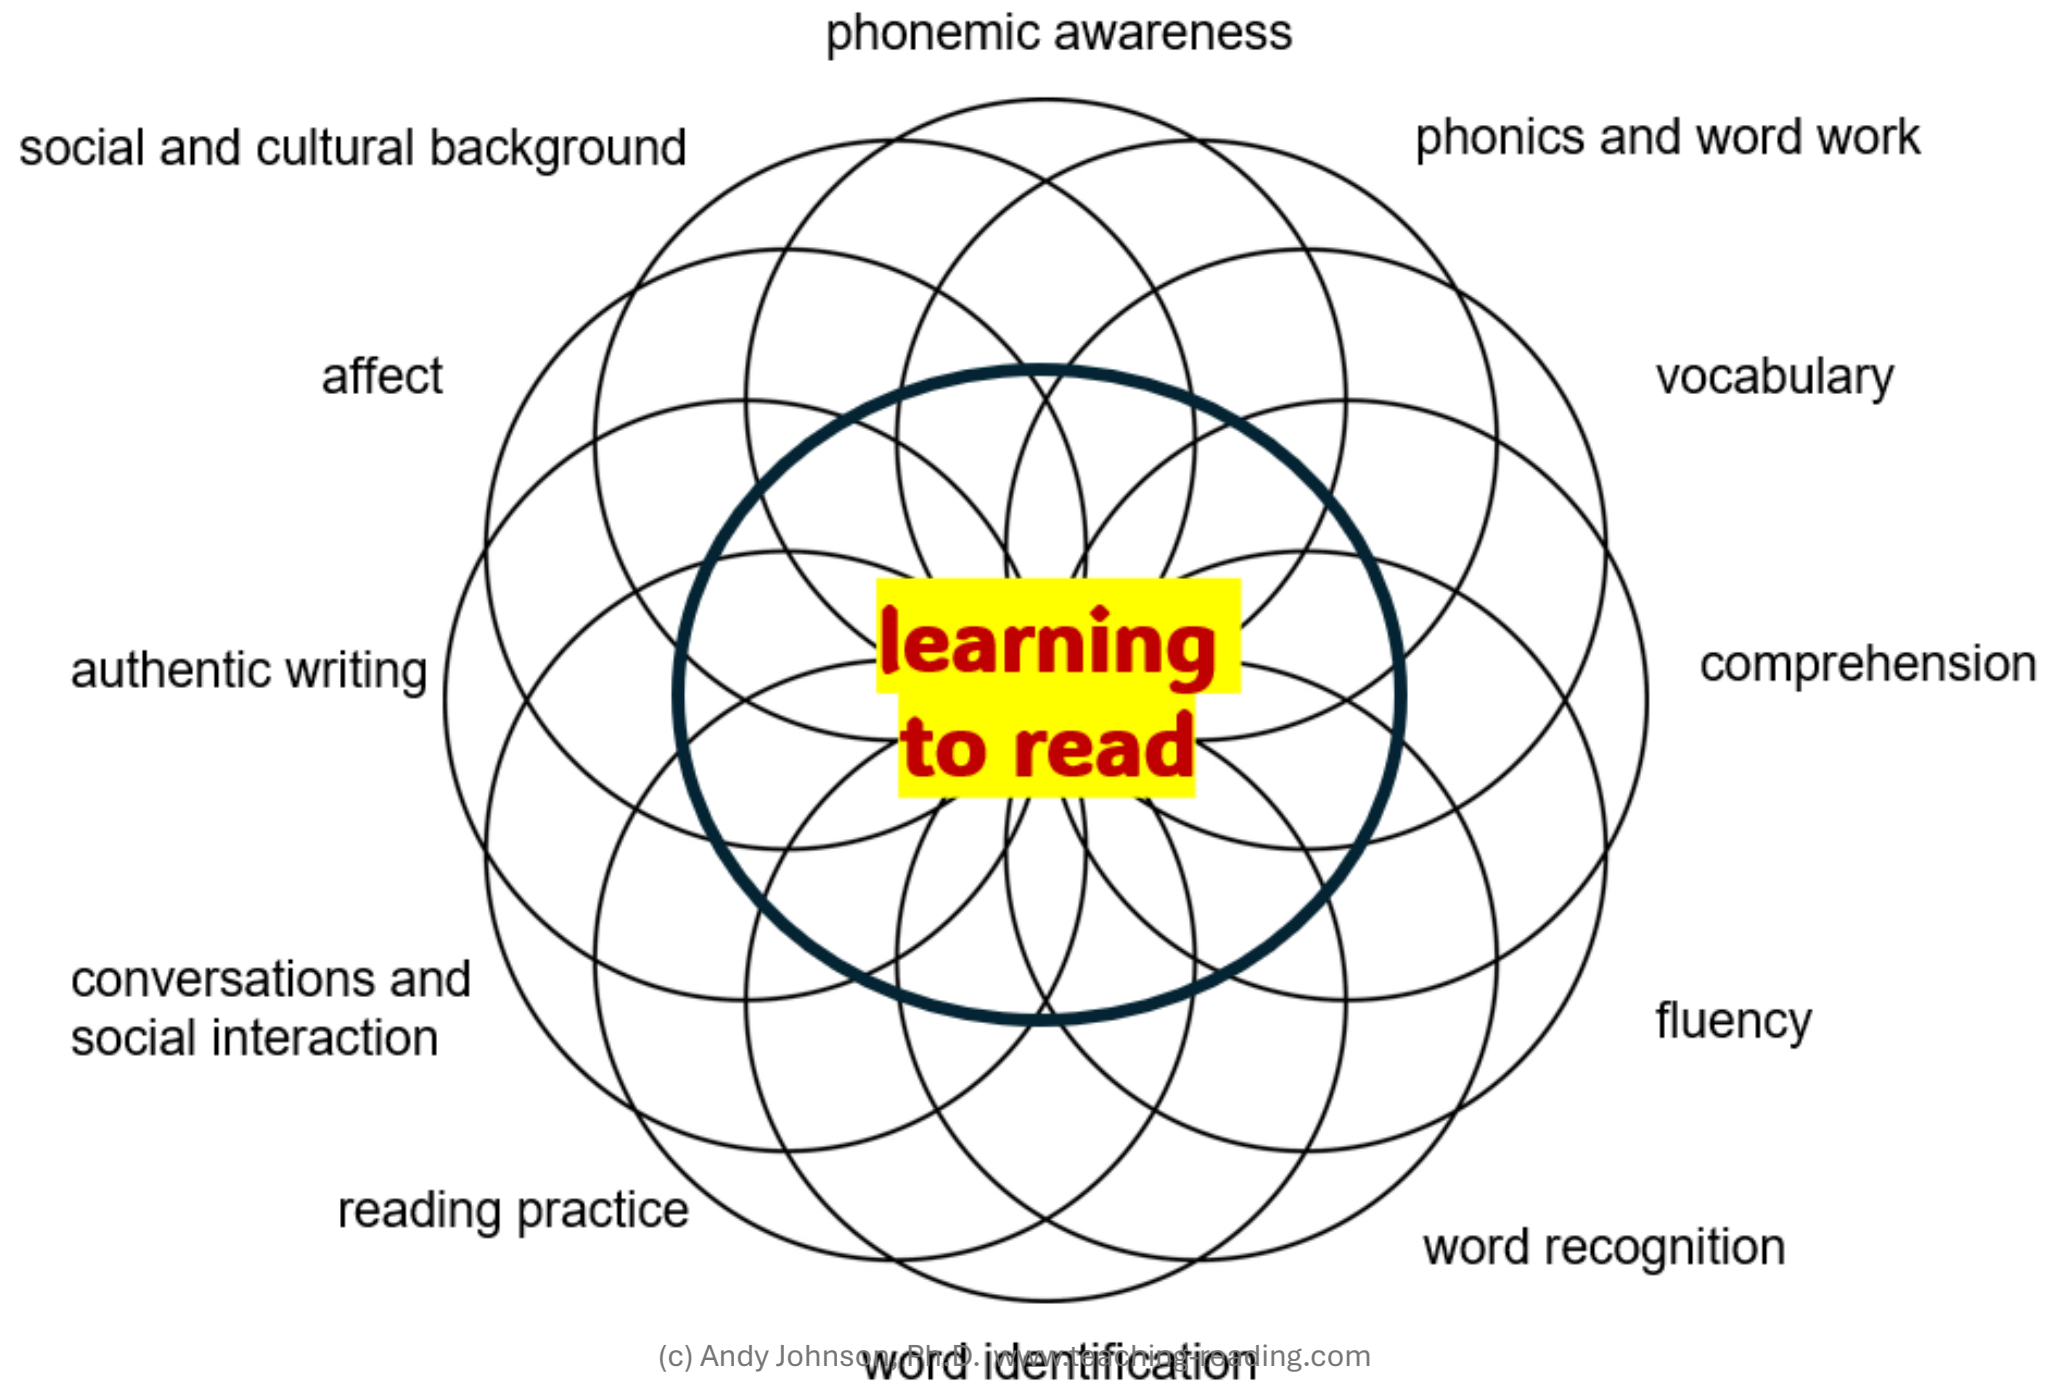 phonemic awareness
social and cultural background
phonics and word work
affect
vocabulary
learning
to read
authentic writing
comprehension
conversations and
social interaction
fluency
reading practice
word recognition
word identification
(c) Andy Johnson, Ph.D. www.teaching-reading.com